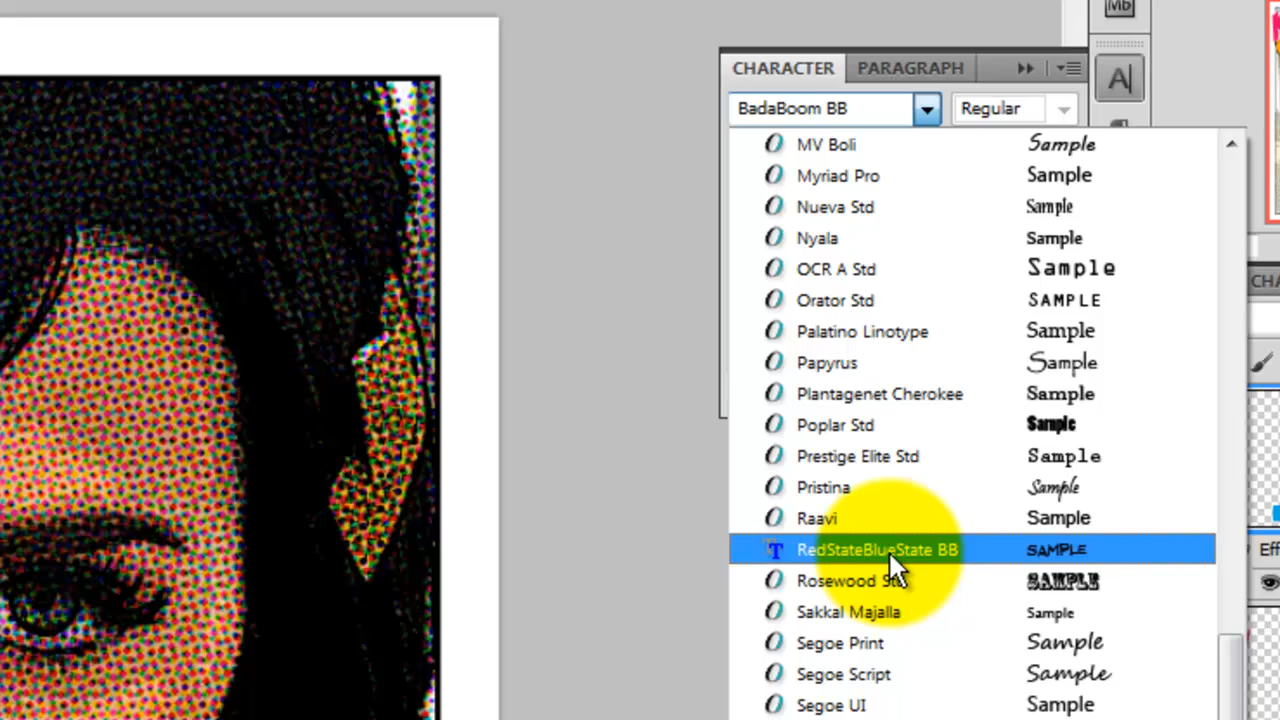 Mb
CHARACTER PARAGRAPH
BadaBoom BB Regular
MV Boli Sample
Myriad Pro Sample
Nueva Std Sample
Nyala Sample
OCR A Std Sample
Orator Std SAMPLE
Palatino Linotype Sample
Papyrus Sample
Plantagenet Cherokee Sample
Poplar Std Sample
Prestige Elite Std Sample
Pristina Sample
Raavi Sample
RedStateBlueState BB SAMPLE
Rosewood SAMPLE
Sakkal Majalla Sample
Segoe Print Sample
Segoe Script Sample
Segoe UI Sample
CHA
Eff